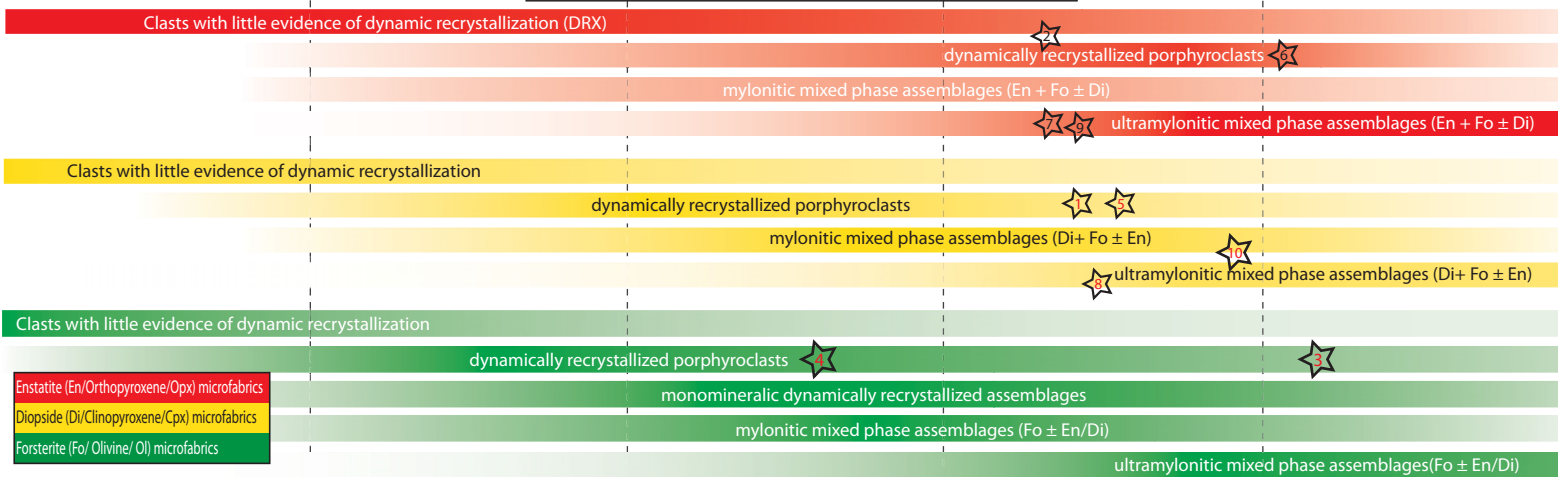 Clasts with little evidence of dynamic recrystallization (DRX)
2
dynamically recrystallized porphyroclasts
6
mylonitic mixed phase assemblages (En + Fo ± Di)
7
9
ultramylonitic mixed phase assemblages (En + Fo ± Di)
Clasts with little evidence of dynamic recrystallization
dynamically recrystallized porphyroclasts
1
5
mylonitic mixed phase assemblages (Di+ Fo ± En)
10
8
ultramylonitic mixed phase assemblages (Di+ Fo ± En)
Clasts with little evidence of dynamic recrystallization
dynamically recrystallized porphyroclasts
4
3
Enstatite (En/Orthopyroxene/Opx) microfabrics
monomineralic dynamically recrystallized assemblages
Diopside (Di/Clinopyroxene/Cpx) microfabrics
mylonitic mixed phase assemblages (Fo ± En/Di)
Forsterite (Fo/ Olivine/ Ol) microfabrics
ultramylonitic mixed phase assemblages(Fo ± En/Di)